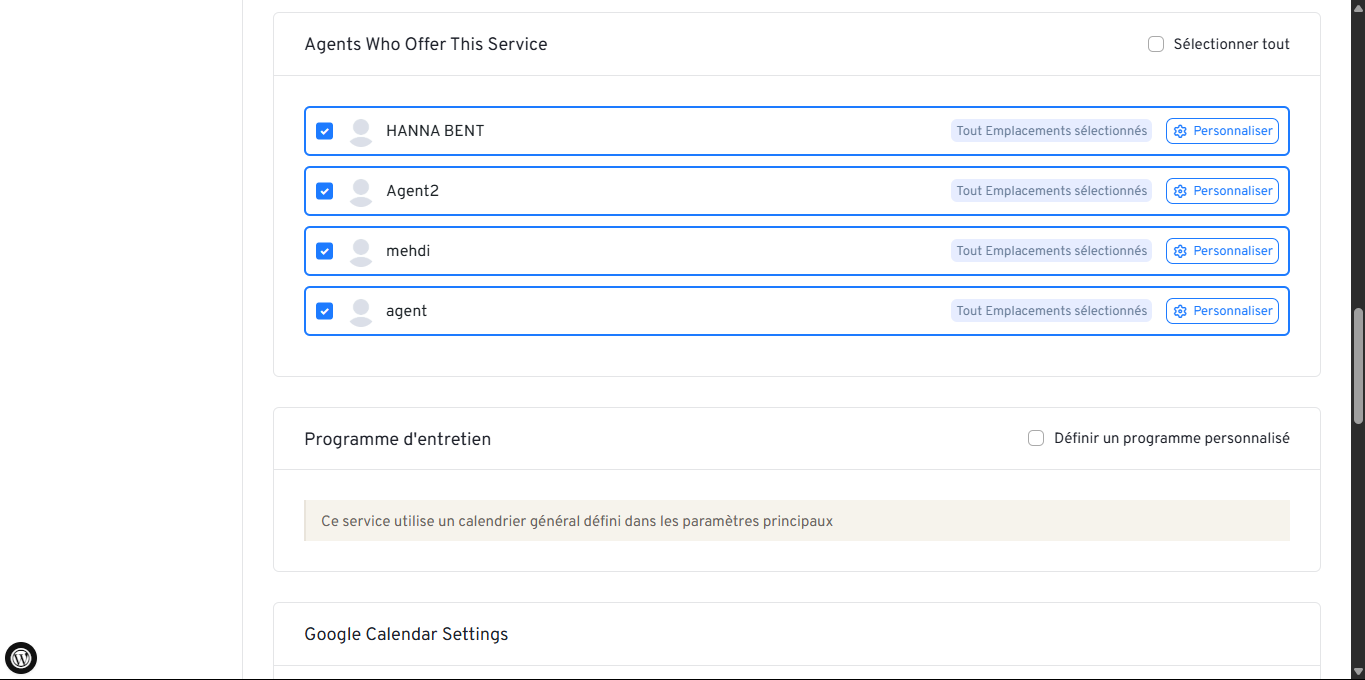 Agents Who Offer This Service
Sélectionner tout
HANNA BENT
Tout Emplacements sélectionnés
Personnaliser
Agent2
Tout Emplacements sélectionnés
Personnaliser
mehdi
Tout Emplacements sélectionnés
Personnaliser
agent
Tout Emplacements sélectionnés
Personnaliser
Programme d'entretien
Définir un programme personnalisé
Ce service utilise un calendrier général défini dans les paramètres principaux
Google Calendar Settings